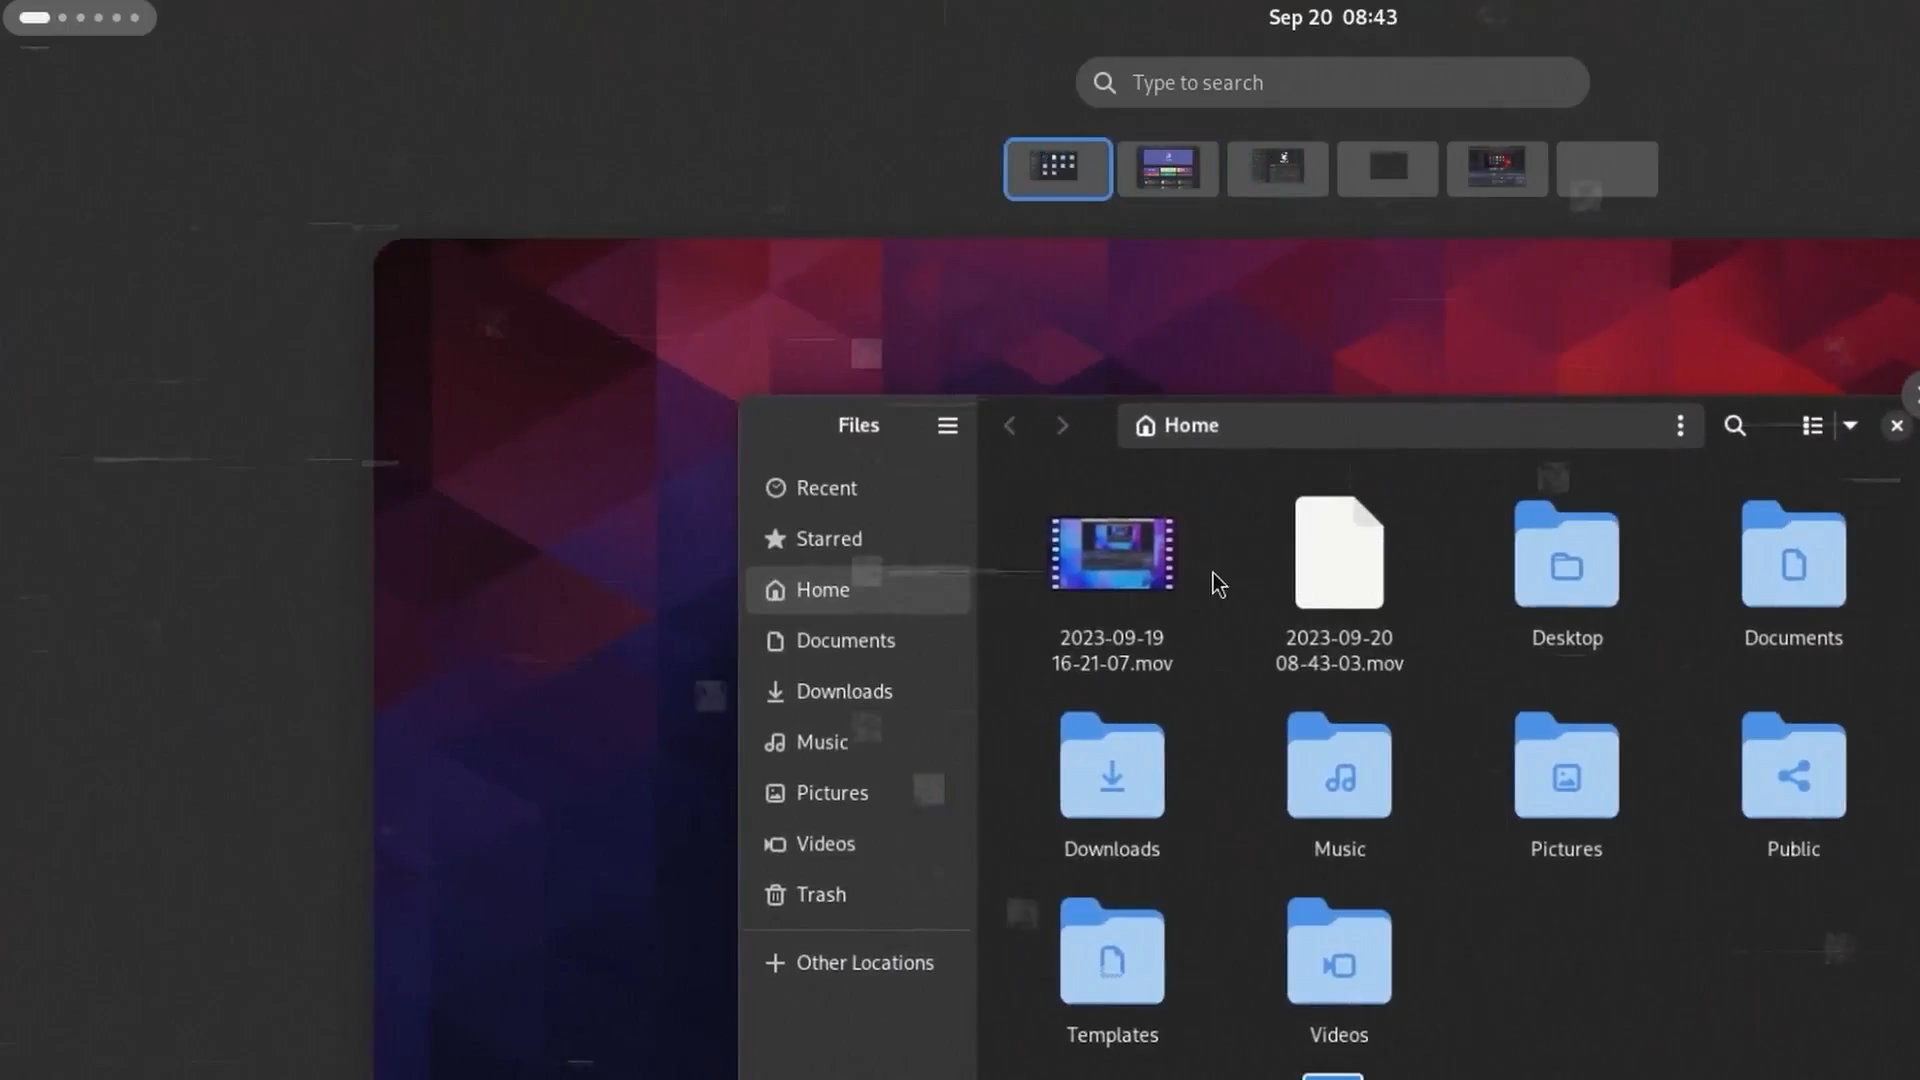 Sep 20 08:43
Type to search
Files
Home
Recent
Starred
Home
Documents
Downloads
Music
Pictures
Videos
Trash
Other Locations
2023-09-19
16-21-07.mov
2023-09-20
08-43-03.mov
Desktop
Documents
Downloads
Music
Pictures
Public
Templates
Videos